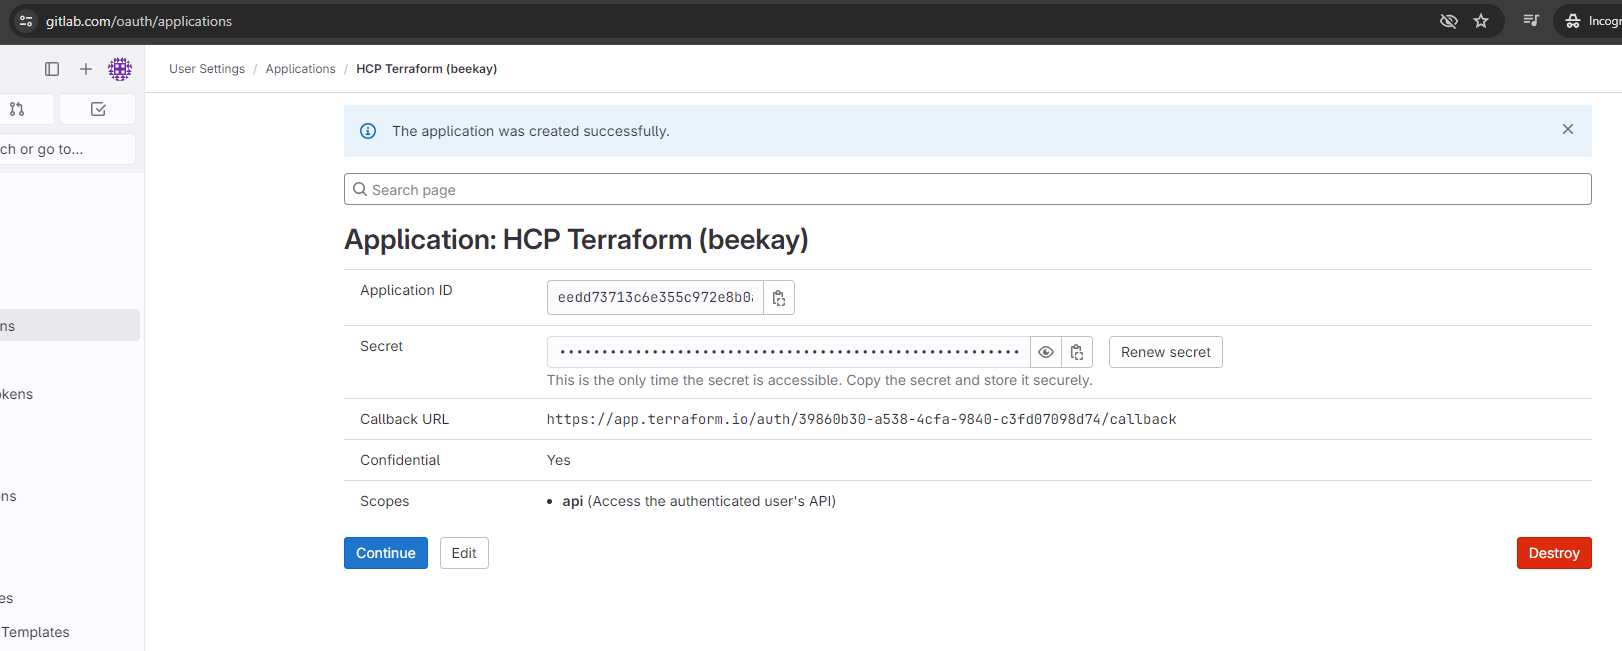 gitlab.com/oauth/applications
Incogr
User Settings / Applications / HCP Terraform (beekay)
The application was created successfully.
ch or go to...
Search page
Application: HCP Terraform (beekay)
Application ID
eedd73713c6e355c972e8b0
ns
Secret
Renew secret
This is the only time the secret is accessible. Copy the secret and store it securely.
kens
Callback URL
https://app.terraform.io/auth/39860b30-a538-4cfa-9840-c3fd07098d74/callback
Confidential
Yes
ons
Scopes
• api (Access the authenticated user's API)
Continue
Edit
Destroy
es
Templates